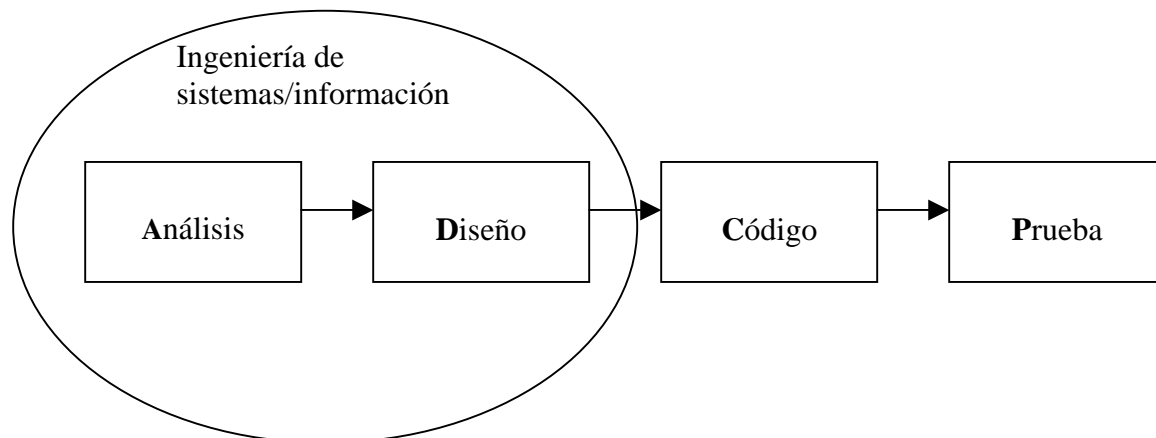 Ingeniería de
sistemas/información
Análisis
Diseño
Código
Prueba